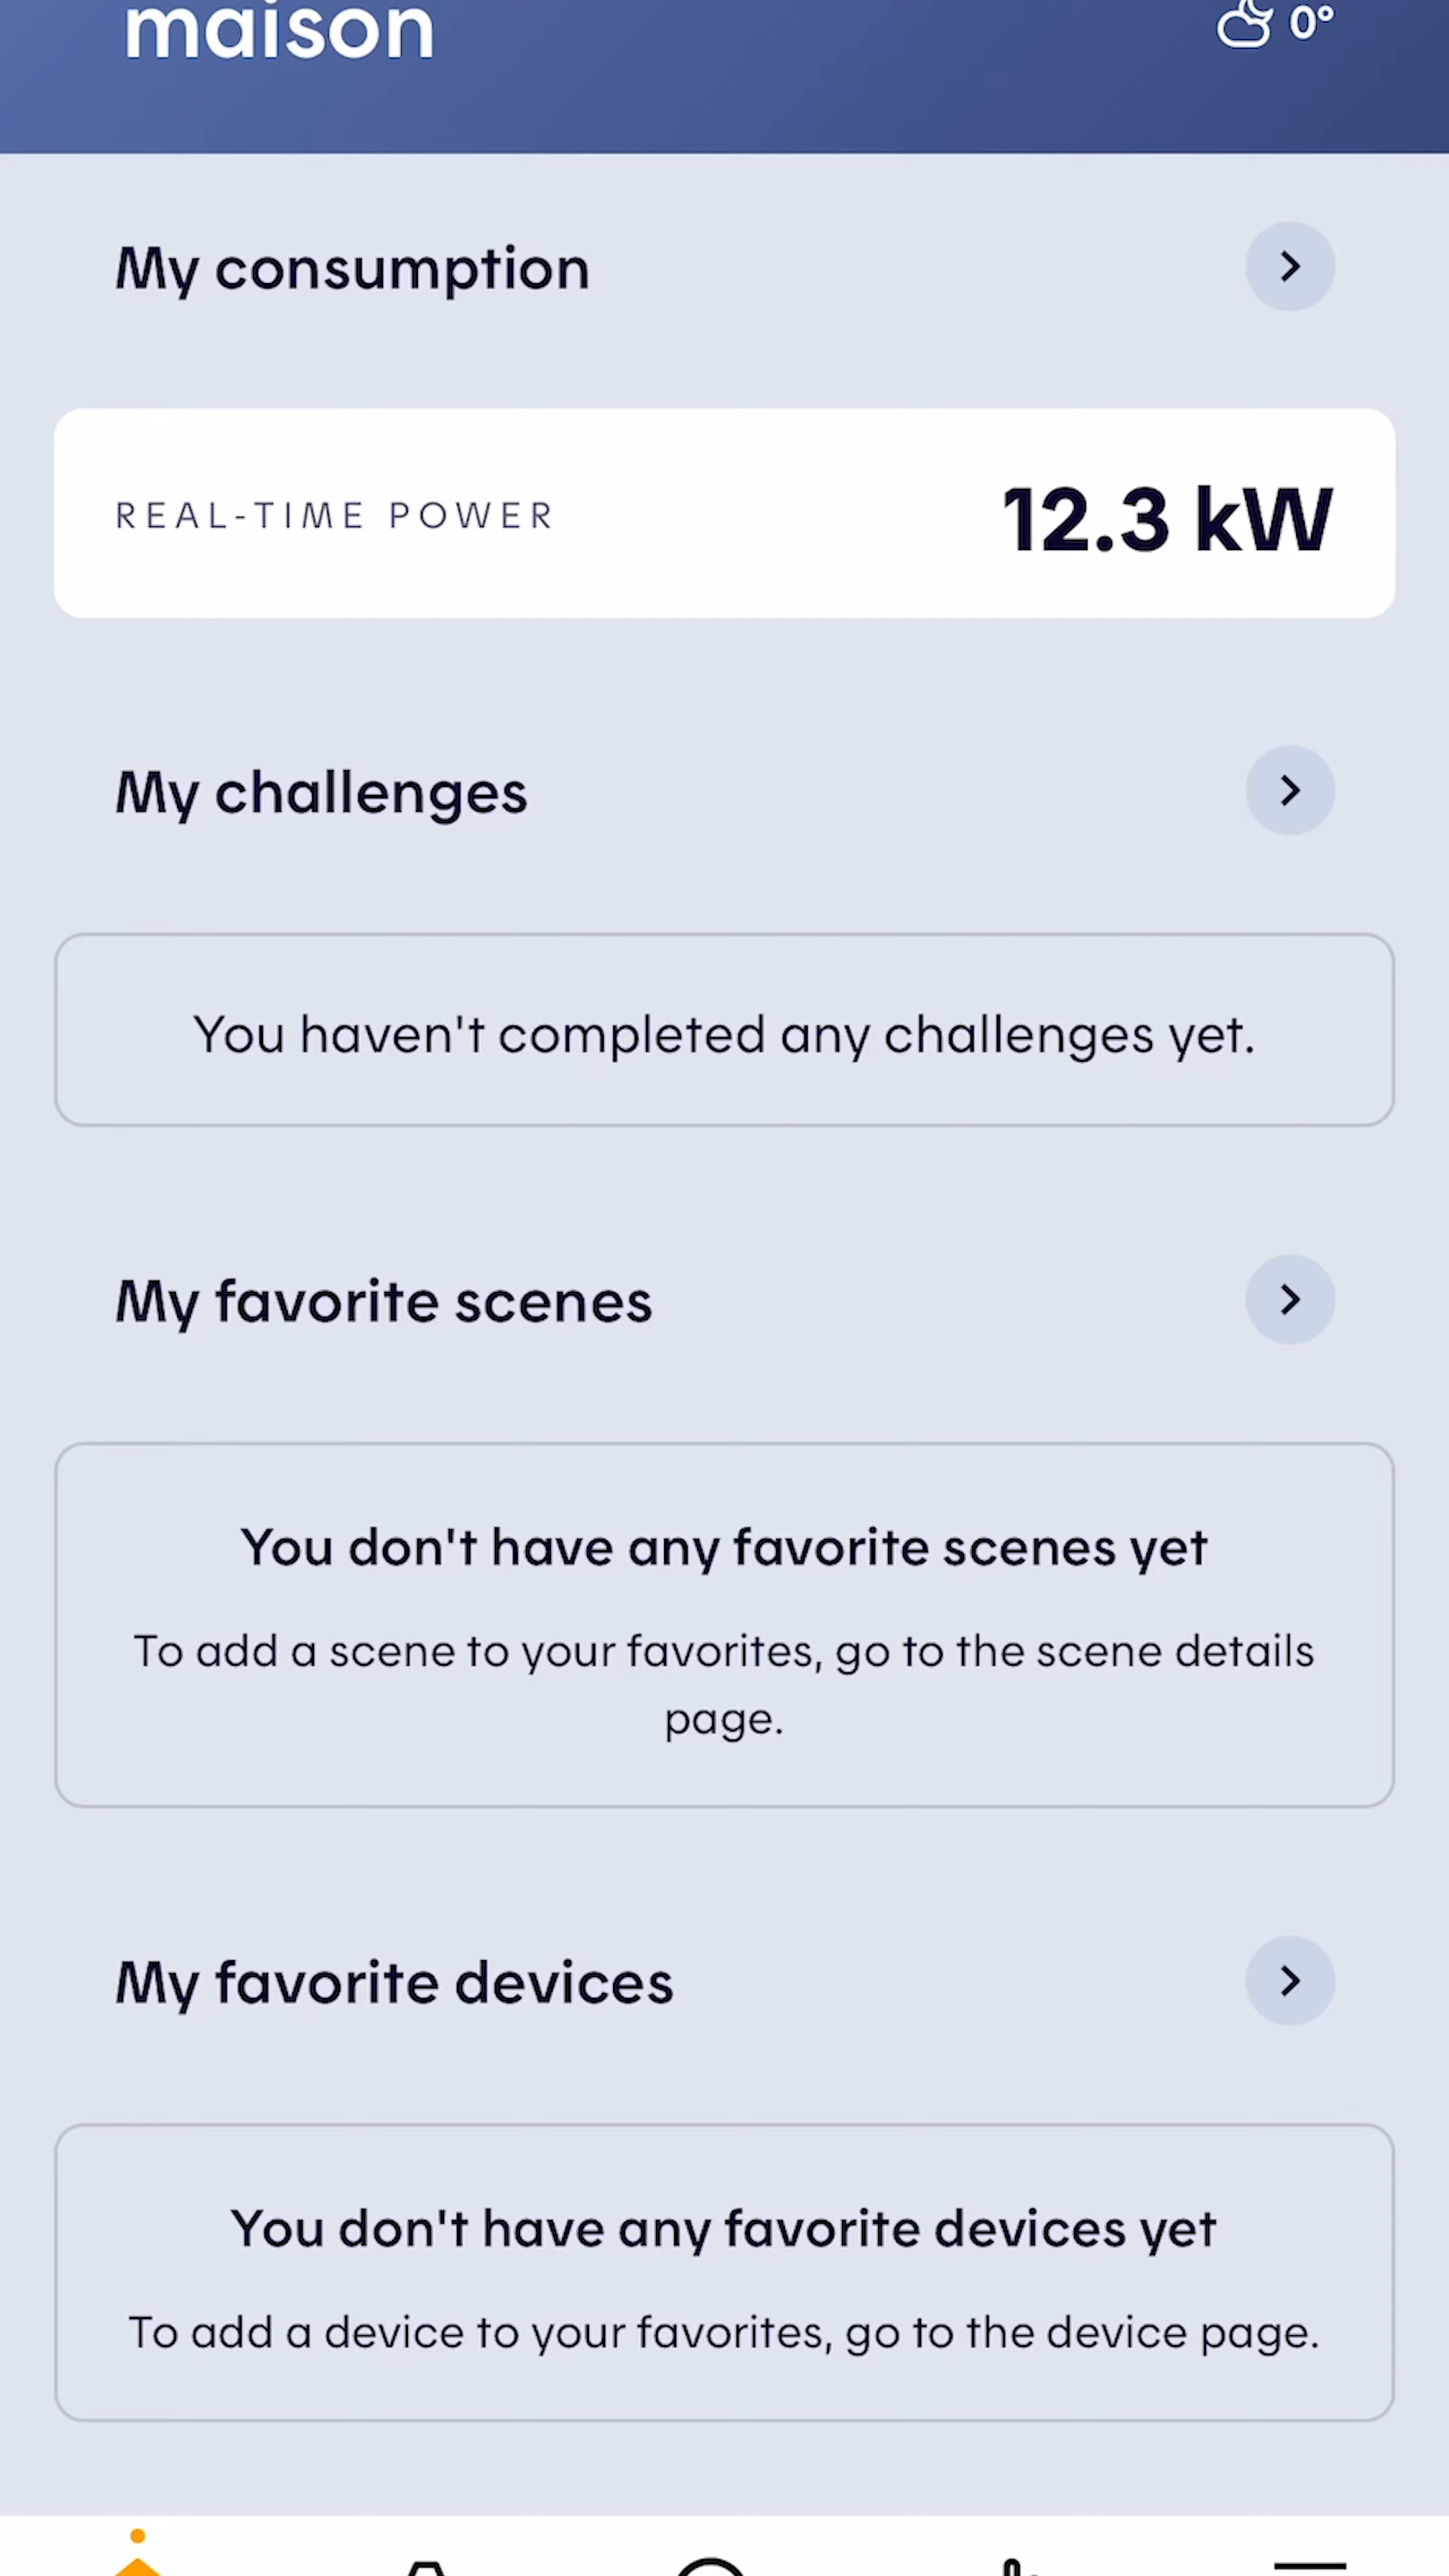 maison
0°
My consumption
REAL-TIME POWER
12.3 kW
My challenges
You haven't completed any challenges yet.
My favorite scenes
You don't have any favorite scenes yet
To add a scene to your favorites, go to the scene details
page.
My favorite devices
You don't have any favorite devices yet
To add a device to your favorites, go to the device page.